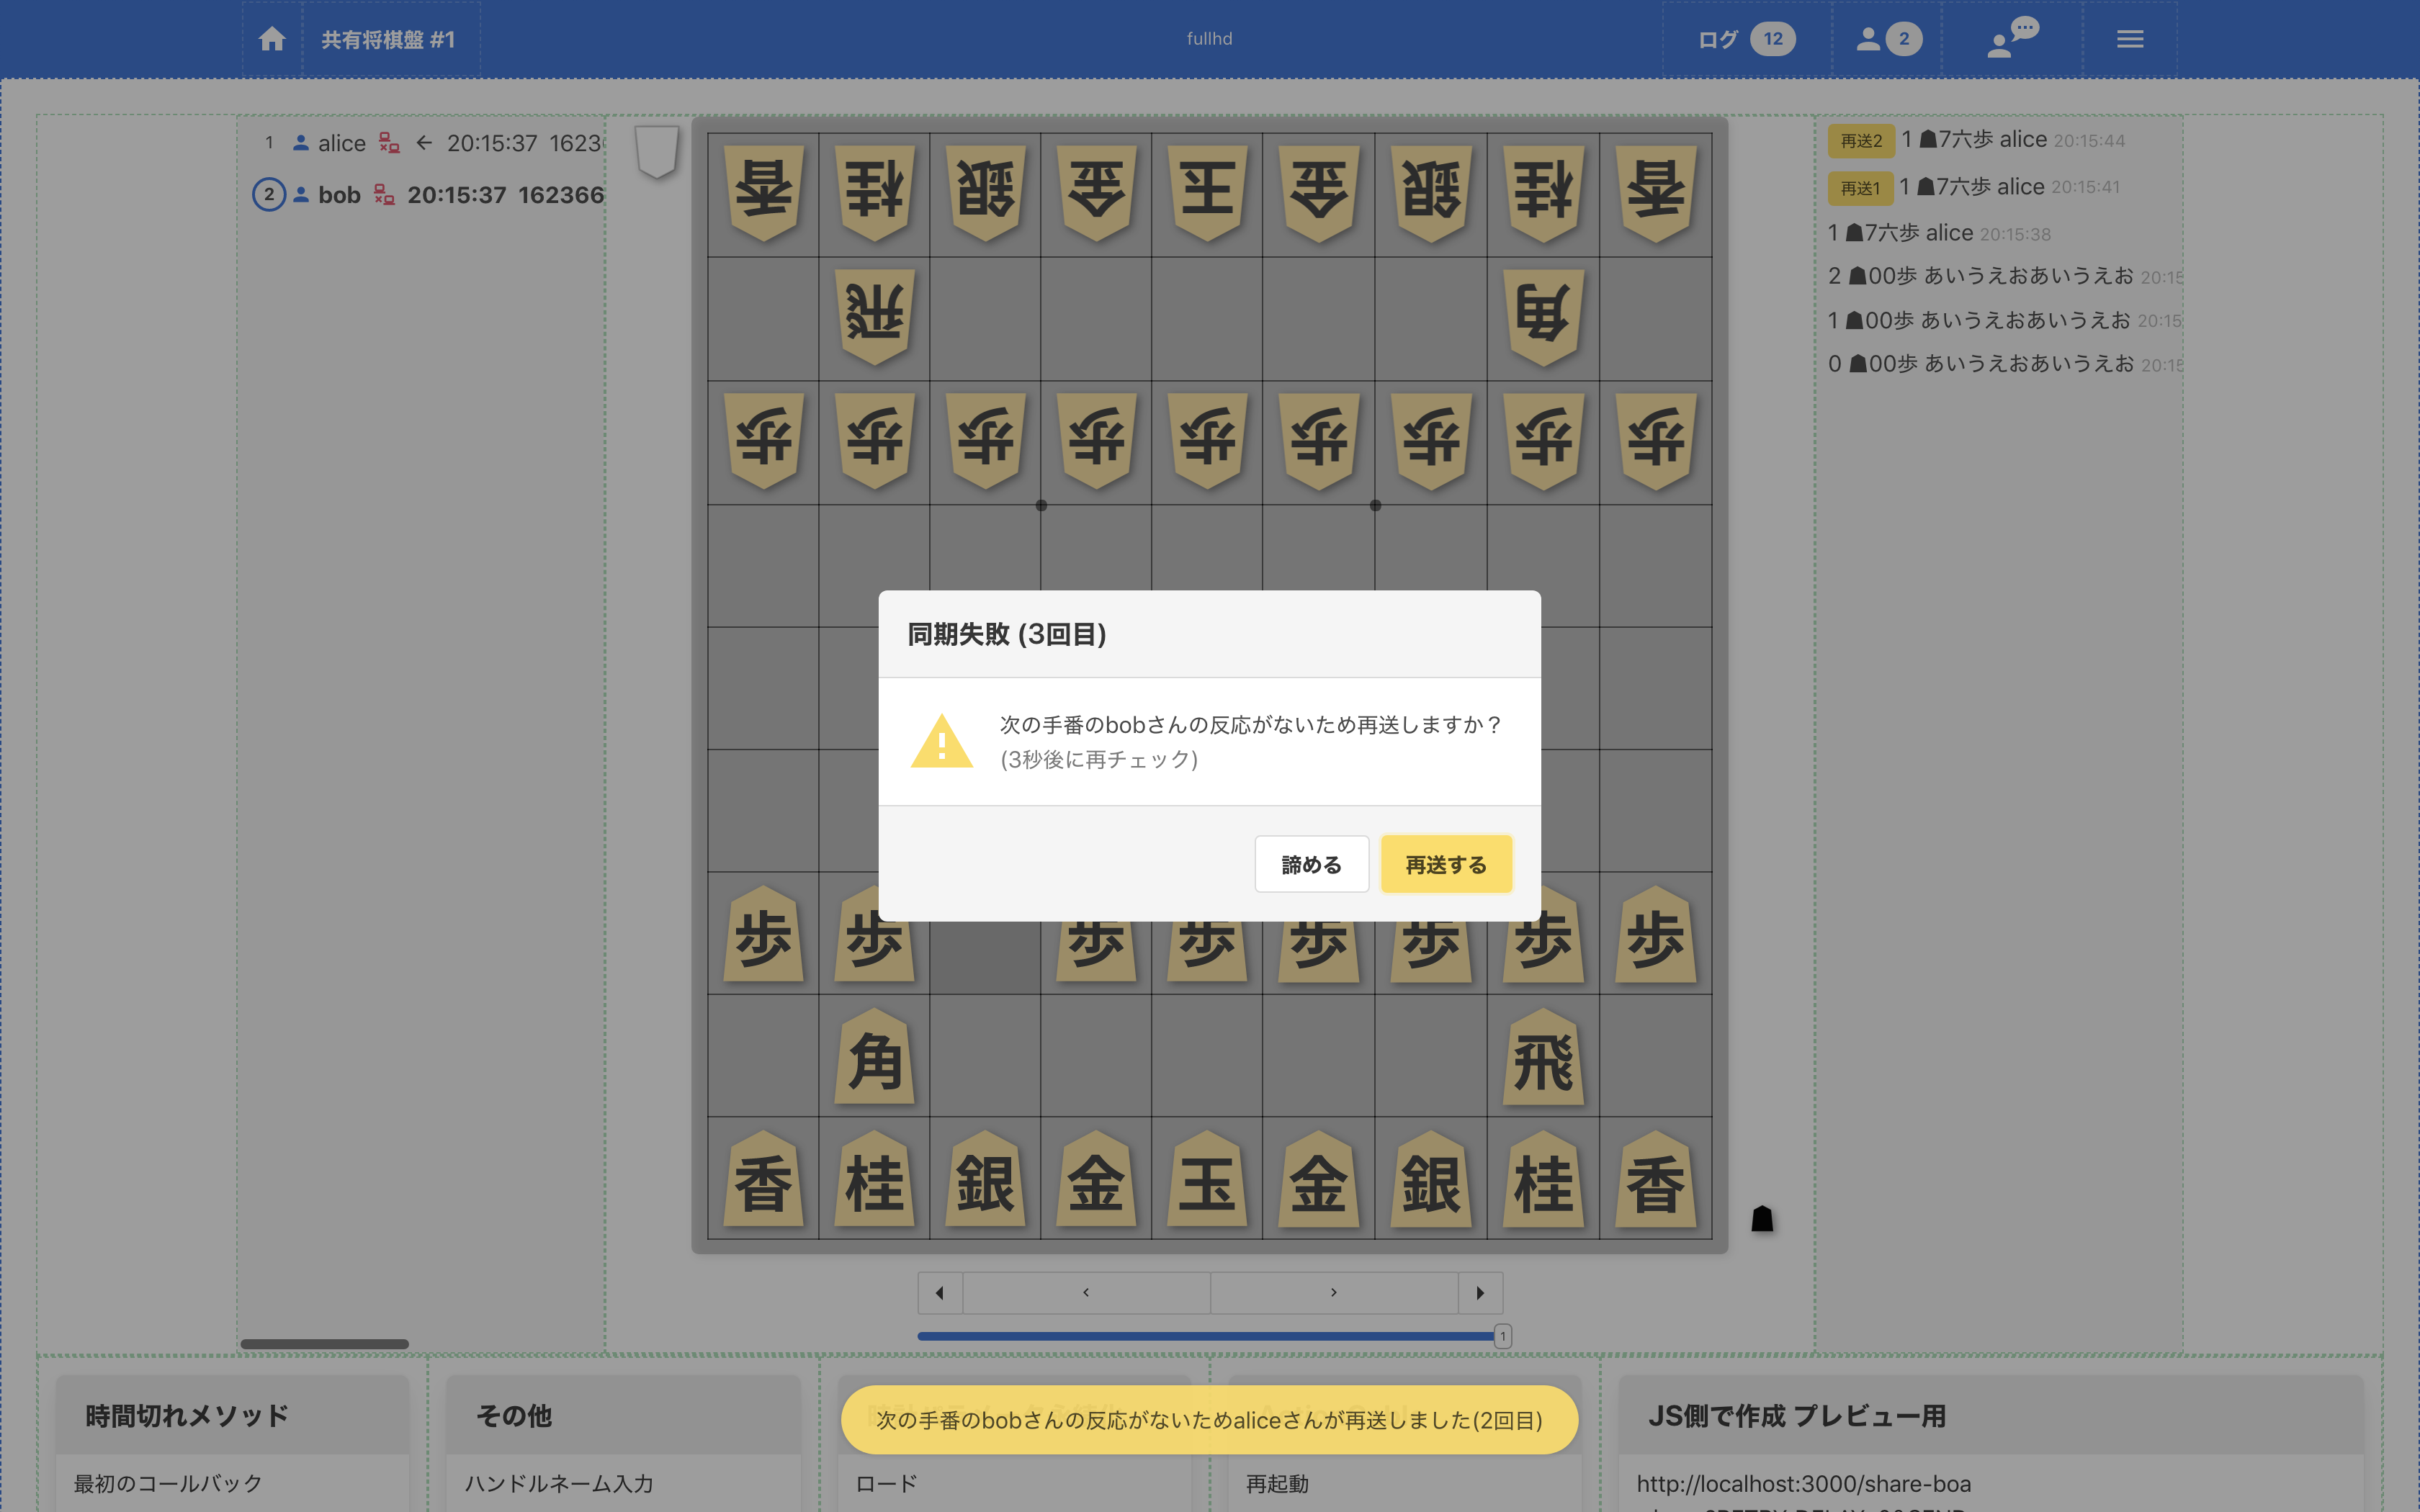 共有将棋盤 #1
fullhd
ログ 12
2
1 alice ← 20:15:37 1623
2 bob 20:15:37 162366
再送2 1 ☗7六歩 alice 20:15:44
再送1 1 ☗7六歩 alice 20:15:41
1 ☗7六歩 alice 20:15:38
2 ☗00歩 あいうえおあいうえお 20:15
1 ☗00歩 あいうえおあいうえお 20:15
0 ☗00歩 あいうえおあいうえお 20:15
香 桂 銀 金 玉 金 銀 桂 香
飛 角
歩 歩 歩 歩 歩 歩 歩 歩 歩
同期失敗 (3回目)
次の手番のbobさんの反応がないため再送しますか？
(3秒後に再チェック)
諦める 再送する
歩 歩 歩 歩 歩 歩 歩 歩
角 飛
香 桂 銀 金 玉 金 銀 桂 香
1
時間切れメソッド
その他
次の手番のbobさんの反応がないためaliceさんが再送しました(2回目)
JS側で作成 プレビュー用
最初のコールバック
ハンドルネーム入力
ロード
再起動
http://localhost:3000/share-boa